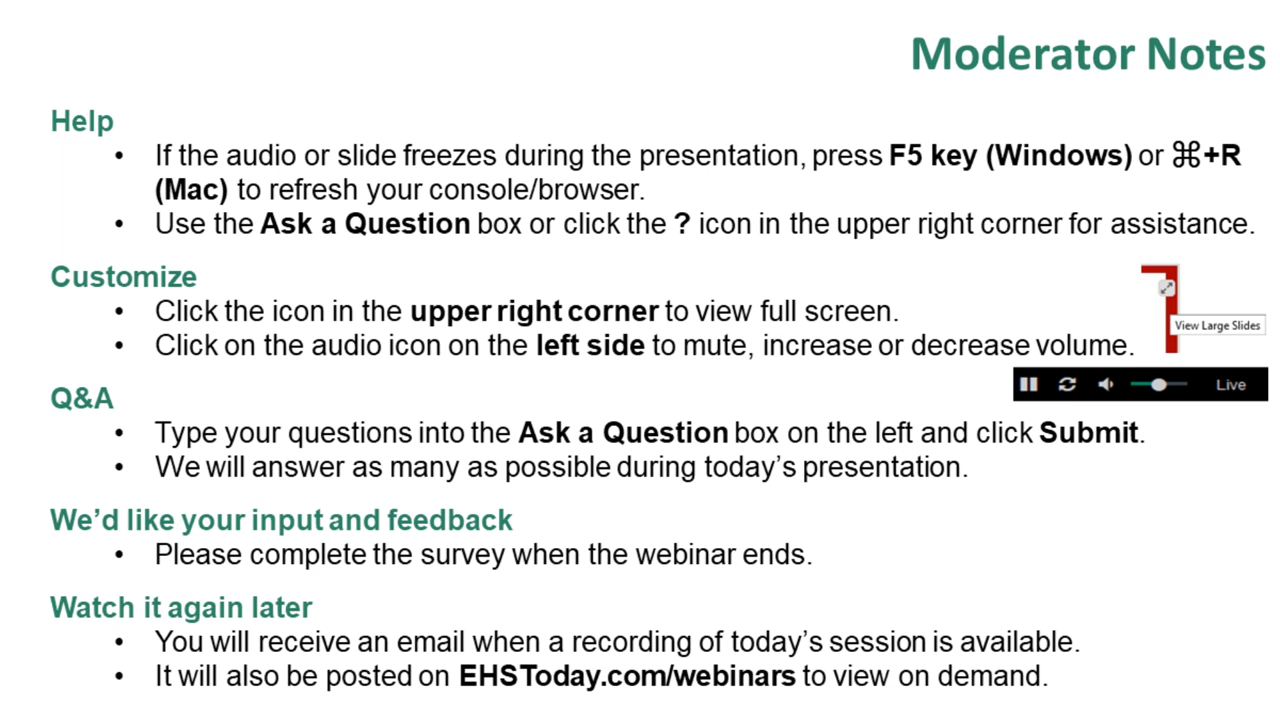 Moderator Notes
Help
• If the audio or slide freezes during the presentation, press F5 key (Windows) or ⌘+R
(Mac) to refresh your console/browser.
• Use the Ask a Question box or click the ? icon in the upper right corner for assistance.
Customize
• Click the icon in the upper right corner to view full screen.
View Large Slides
• Click on the audio icon on the left side to mute, increase or decrease volume.
Live
Q&A
• Type your questions into the Ask a Question box on the left and click Submit.
• We will answer as many as possible during today’s presentation.
We’d like your input and feedback
• Please complete the survey when the webinar ends.
Watch it again later
• You will receive an email when a recording of today’s session is available.
• It will also be posted on EHSToday.com/webinars to view on demand.